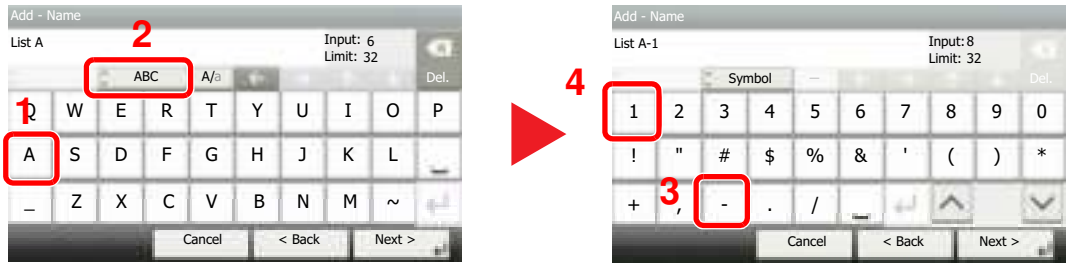 Add - Name
List A
2
Input: 6
Limit: 32
ABC
A/a
Del.
1
Q W E R T Y U I O P
A S D F G H J K L _
_ Z X C V B N M ~
Cancel < Back Next >
Add - Name
List A-1
Input: 8
Limit: 32
Symbol
Del.
4
1 2 3 4 5 6 7 8 9 0
! " # $ % & ' ( ) *
3
+ , - . / _
Cancel < Back Next >